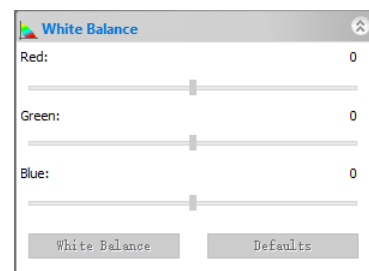 White Balance
Red: 0
Green: 0
Blue: 0
White Balance Defaults